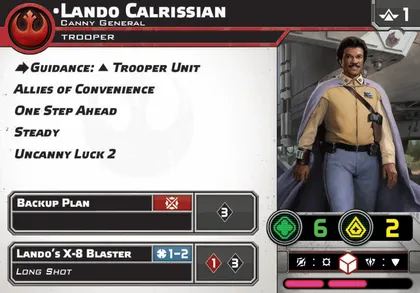 •Lando Calrissian
Canny General
1
Trooper
Guidance: Trooper Unit
Allies of Convenience
One Step Ahead
Steady
Uncanny Luck 2
Backup Plan 3
6 2
Lando's X-8 Blaster 1-2 1 3
Long Shot
: :